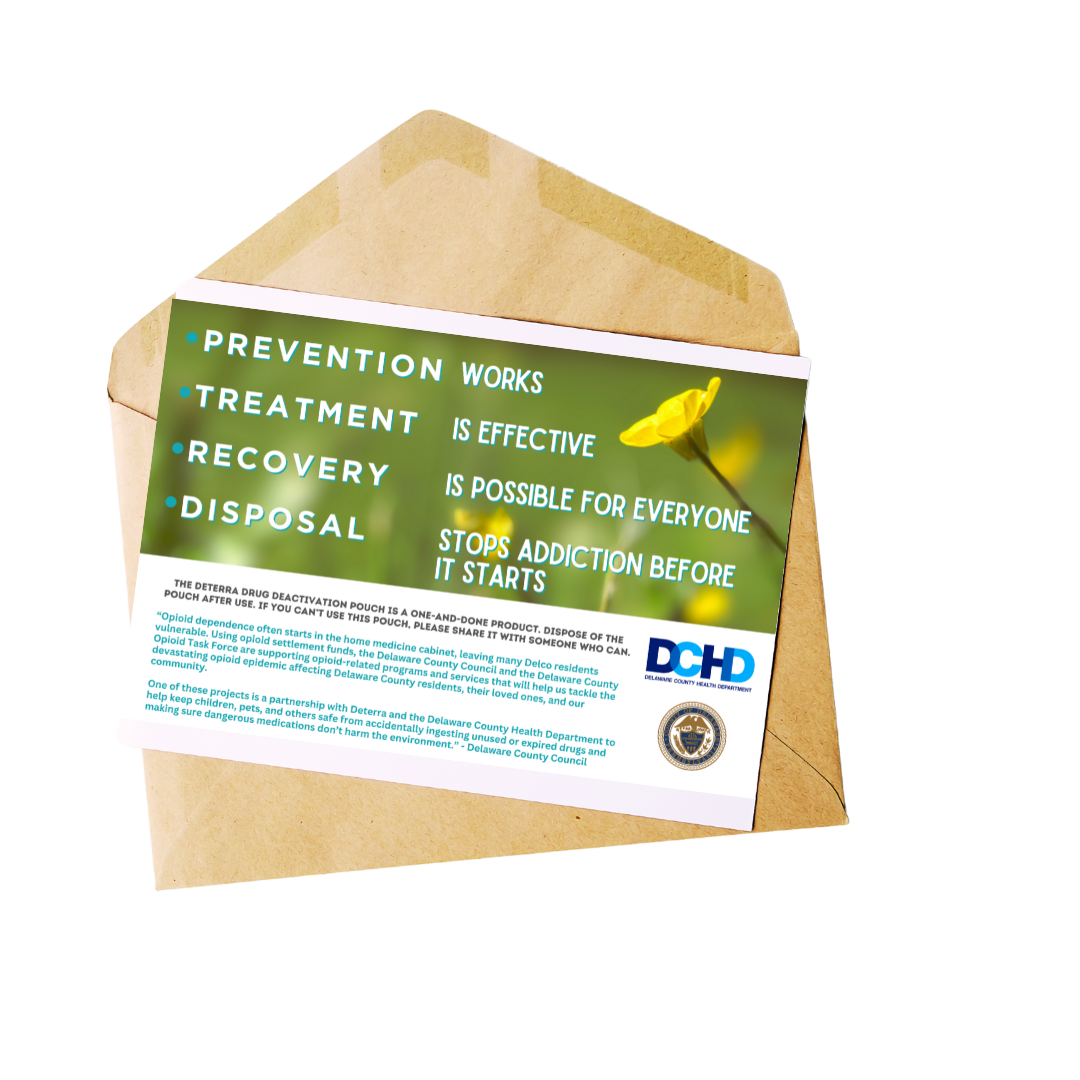 •PREVENTION WORKS
•TREATMENT IS EFFECTIVE
•RECOVERY IS POSSIBLE FOR EVERYONE
•DISPOSAL STOPS ADDICTION BEFORE
IT STARTS
THE DETERRA DRUG DEACTIVATION POUCH IS A ONE-AND-DONE PRODUCT. DISPOSE OF THE
POUCH AFTER USE. IF YOU CAN'T USE THIS POUCH, PLEASE SHARE IT WITH SOMEONE WHO CAN.
"Opioid dependence often starts in the home medicine cabinet, leaving many Delco residents
vulnerable. Using opioid settlement funds, the Delaware County Council and the Delaware County
Opioid Task Force are supporting opioid-related programs and services that will help us tackle the
devastating opioid epidemic affecting Delaware County residents, their loved ones, and our
community.
One of these projects is a partnership with Deterra and the Delaware County Health Department to
help keep children, pets, and others safe from accidentally ingesting unused or expired drugs and
making sure dangerous medications don't harm the environment." - Delaware County Council
DCHD
DELAWARE COUNTY HEALTH DEPARTMENT